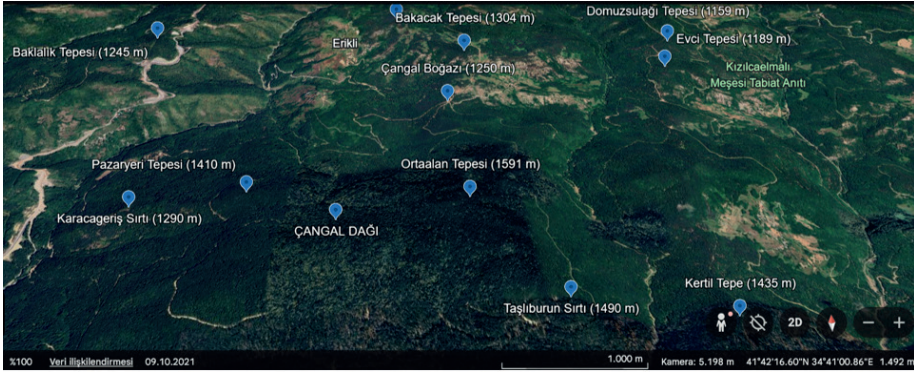 Bakacak Tepesi (1304 m)
Domuzsulağı Tepesi (1159 m)
Baklalık Tepesi (1245 m)
Erikli
Evci Tepesi (1189 m)
Çangal Boğazı (1250 m)
Kızılcaelmalı
Meşesi Tabiat Anıtı
Pazaryeri Tepesi (1410 m)
Ortaalan Tepesi (1591 m)
Karacageriş Sırtı (1290 m)
ÇANGAL DAĞI
Kertil Tepe (1435 m)
Taşlıburun Sırtı (1490 m)
2D
%100 Veri ilişkilendirmesi 09.10.2021 1.000 m Kamera: 5.198 m 41°42'16.60"N 34°41'00.86"E 1.492 m